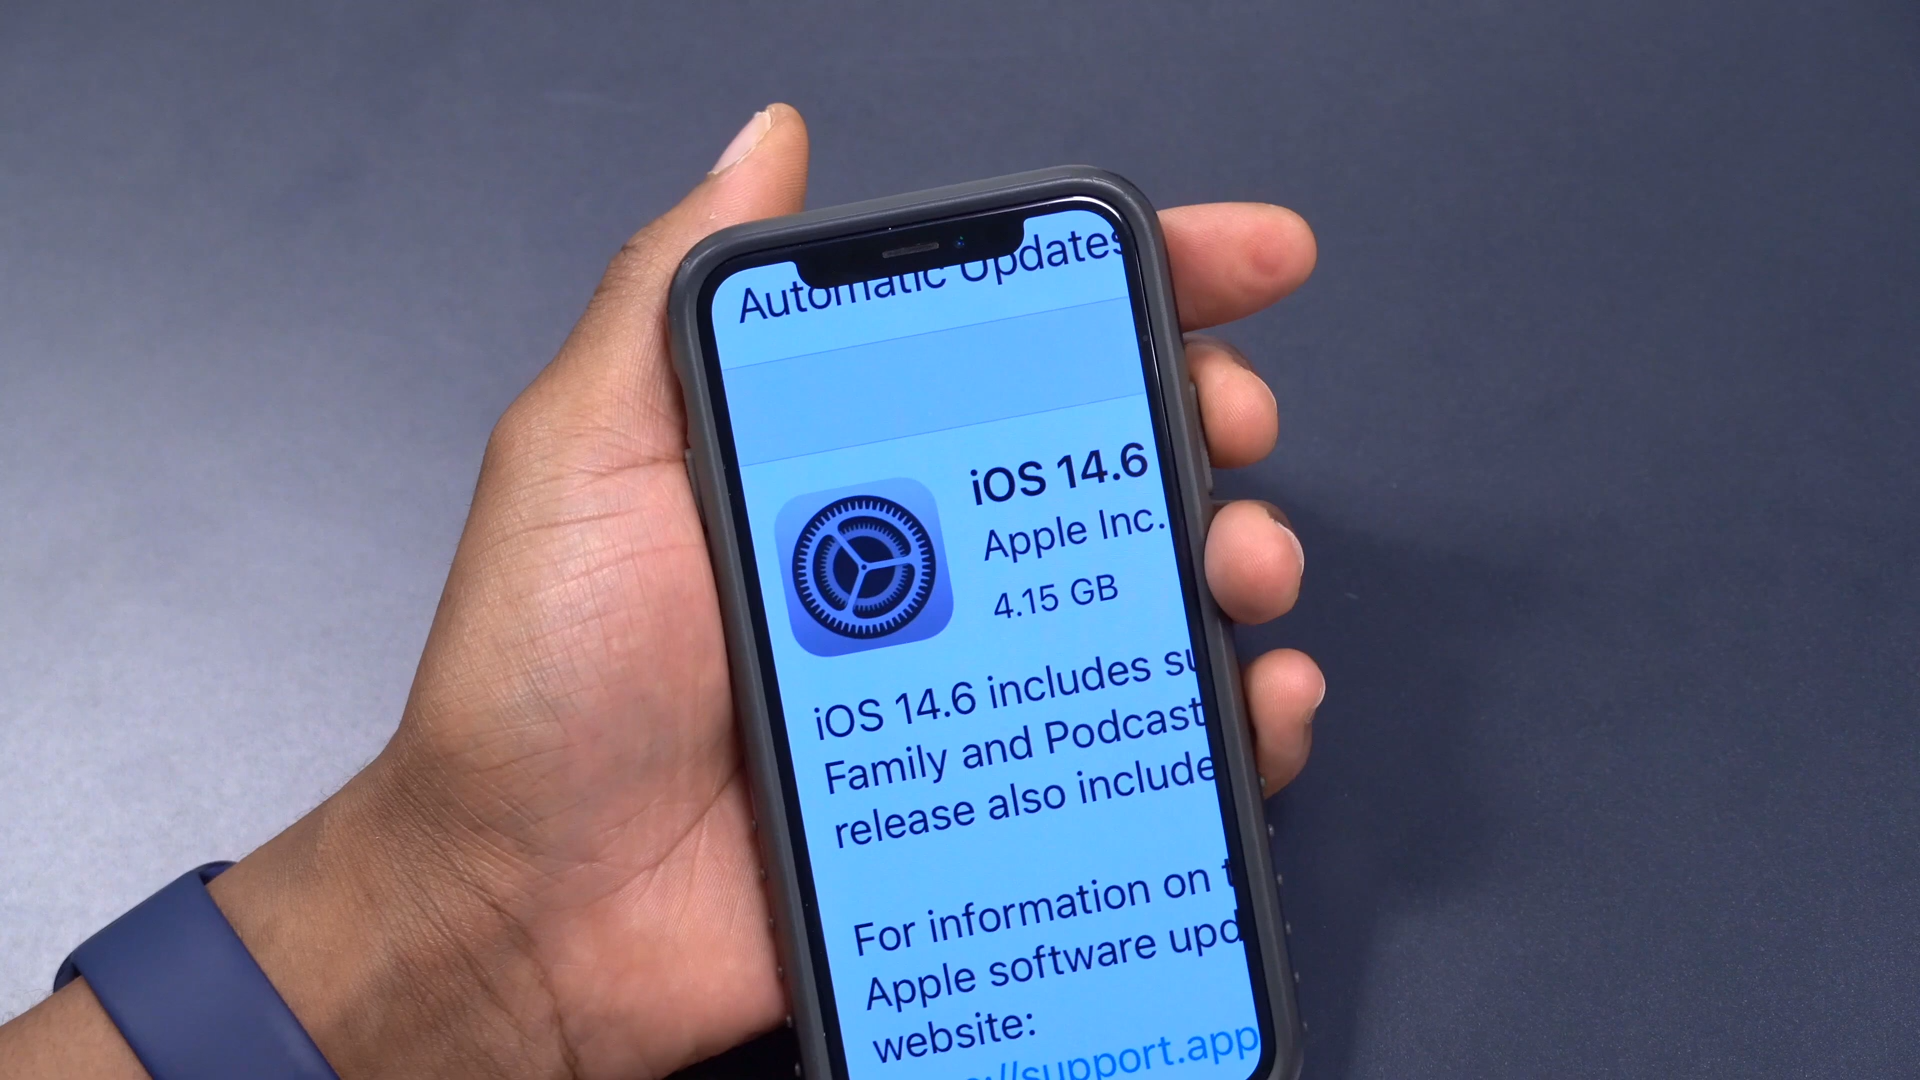 Automatic Updates
iOS 14.6
Apple Inc.
4.15 GB
iOS 14.6 includes su
Family and Podcast
release also include
For information on t
Apple software upd
website:
://support.app